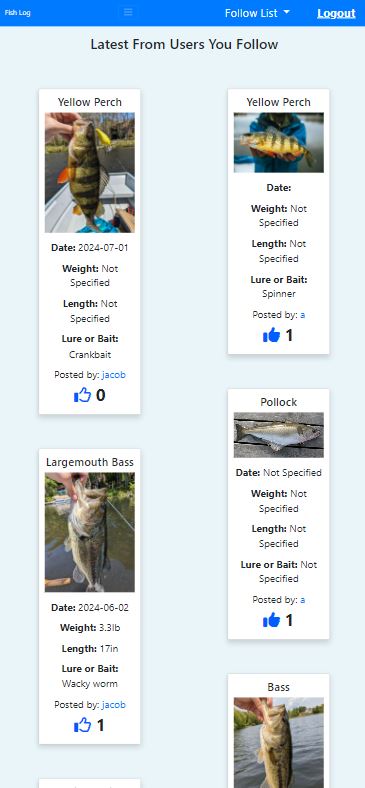 Fish Log
Follow List
Logout
Latest From Users You Follow
Yellow Perch
Date: 2024-07-01
Weight: Not
Specified
Length: Not
Specified
Lure or Bait:
Crankbait
Posted by: jacob
0
Largemouth Bass
Date: 2024-06-02
Weight: 3.3lb
Length: 17in
Lure or Bait:
Wacky worm
Posted by: jacob
1
Yellow Perch
Date:
Weight: Not
Specified
Length: Not
Specified
Lure or Bait:
Spinner
Posted by: a
1
Pollock
Date: Not Specified
Weight: Not
Specified
Length: Not
Specified
Lure or Bait: Not
Specified
Posted by: a
1
Bass